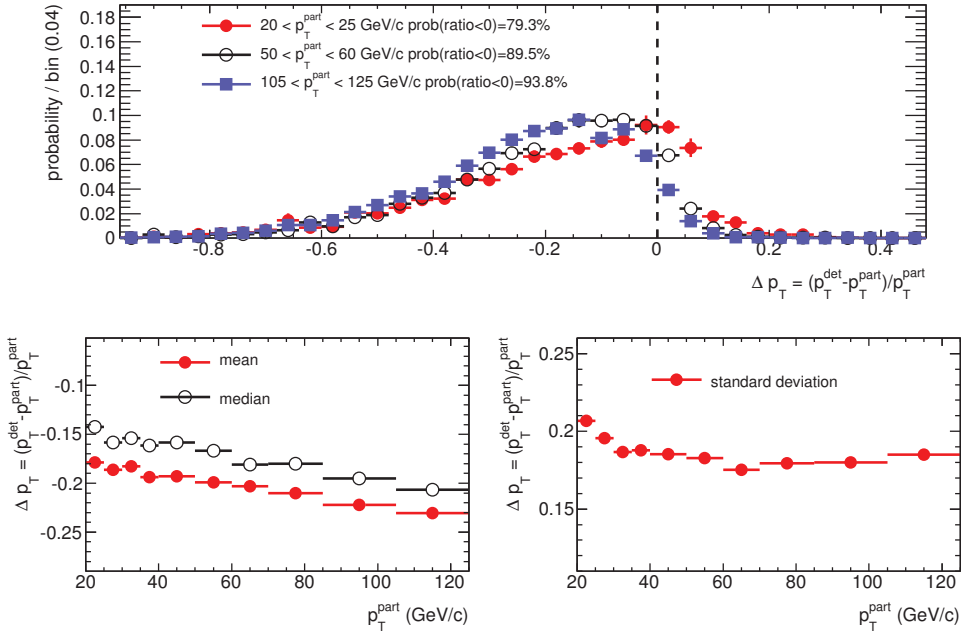 probability / bin (0.04)
0.18
0.16
0.14
0.12
0.1
0.08
0.06
0.04
0.02
0
20 < p_T^part < 25 GeV/c prob(ratio<0)=79.3%
50 < p_T^part < 60 GeV/c prob(ratio<0)=89.5%
105 < p_T^part < 125 GeV/c prob(ratio<0)=93.8%
-0.8 -0.6 -0.4 -0.2 0 0.2 0.4
Δ p_T = (p_T^det-p_T^part)/p_T^part
Δ p_T = (p_T^det-p_T^part)/p_T^part
-0.1
-0.15
-0.2
-0.25
mean
median
20 40 60 80 100 120
p_T^part (GeV/c)
Δ p_T = (p_T^det-p_T^part)/p_T^part
0.25
0.2
0.15
standard deviation
20 40 60 80 100 120
p_T^part (GeV/c)